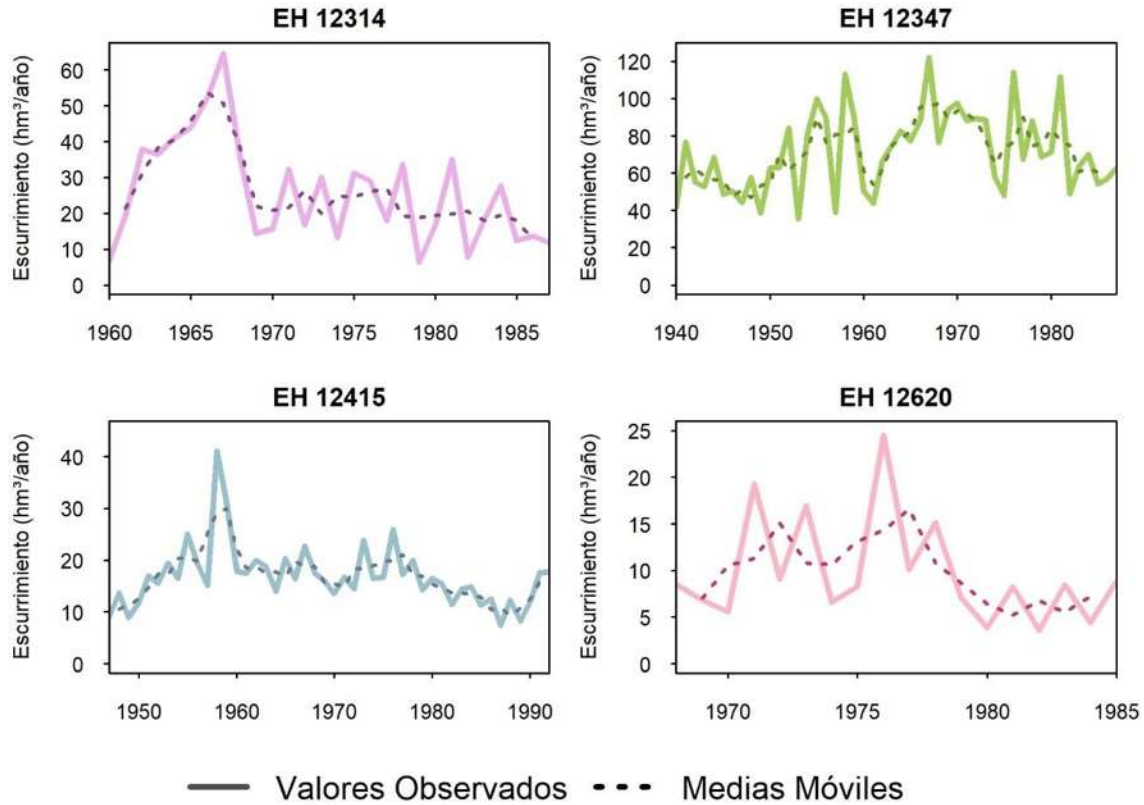 EH 12314
Escurrimiento (hm³/año)
60
50
40
30
20
10
0
1960 1965 1970 1975 1980 1985
EH 12347
Escurrimiento (hm³/año)
120
100
80
60
40
20
0
1940 1950 1960 1970 1980
EH 12415
Escurrimiento (hm³/año)
40
30
20
10
0
1950 1960 1970 1980 1990
EH 12620
Escurrimiento (hm³/año)
25
20
15
10
5
0
1970 1975 1980 1985
Valores Observados Medias Móviles